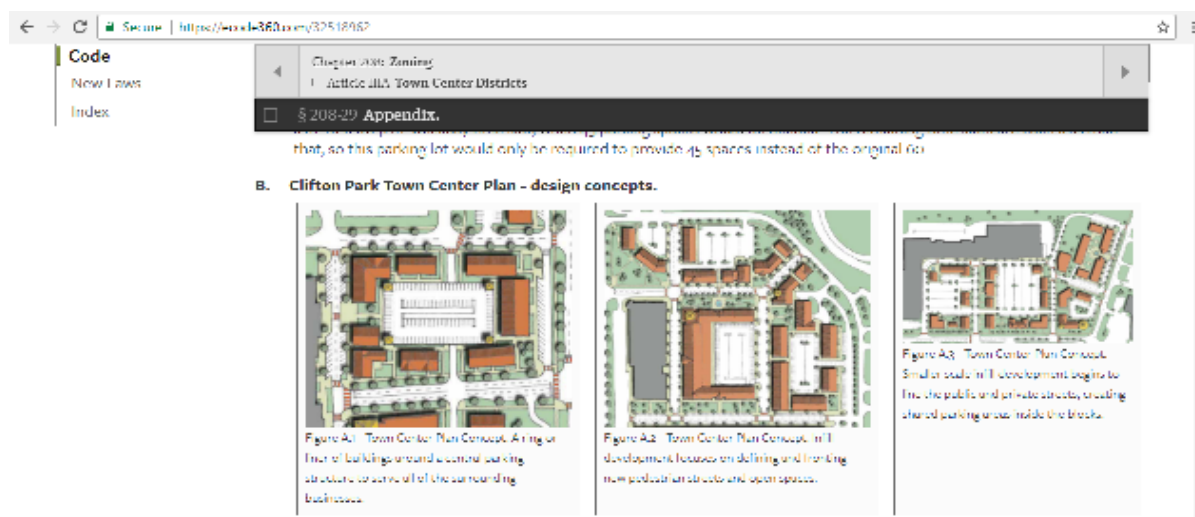 Secure | https://ecode360.com/32518962
Code
New Laws
Index
Chapter 208: Zoning
Article IIIA Town Center Districts
§ 208-29 Appendix.
that, so this parking lot would only be required to provide 45 spaces instead of the original 60
B. Clifton Park Town Center Plan - design concepts.
Figure A.1 Town Center Plan Concept. A ring or
liner of buildings around a central parking
structure to serve all of the surrounding
businesses.
Figure A.2 Town Center Plan Concept. Infill
development focuses on defining and fronting
new pedestrian streets and open spaces.
Figure A.3 Town Center Plan Concept.
Smaller scale infill development begins to
line the public and private streets, creating
shared parking areas inside the blocks.